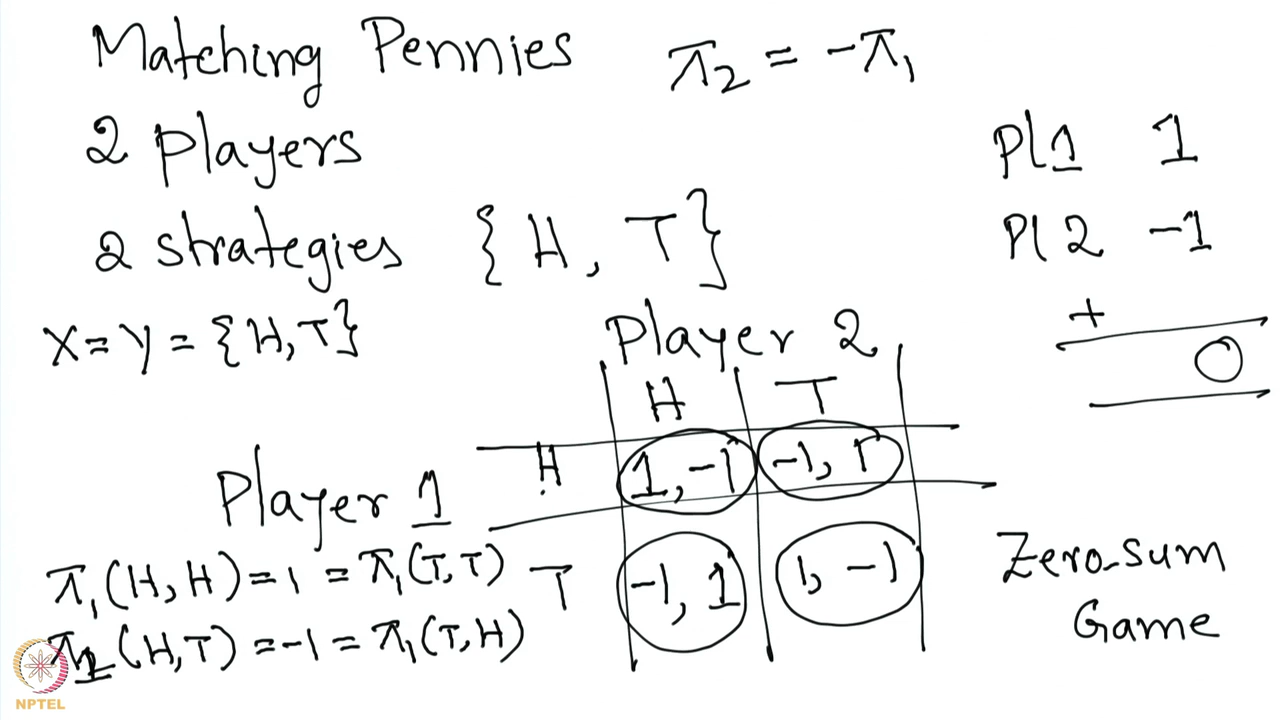 Matching Pennies π₂ = -π₁
2 players
Pl 1 1
2 strategies {H, T}
Pl 2 -1
+
0
X = Y = {H, T}
Player 2
H T
H 1, -1 -1, 1
Player 1
π₁(H, H) = 1 = π₁(T, T)
T -1, 1 1, -1
Zero-sum
Game
π₁(H, T) = -1 = π₁(T, H)
NPTEL